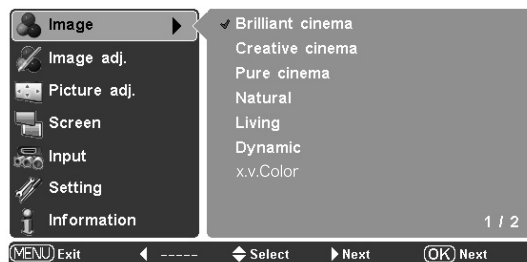 Image
Image adj.
Picture adj.
Screen
Input
Setting
Information
Brilliant cinema
Creative cinema
Pure cinema
Natural
Living
Dynamic
x.v.Color
1 / 2
MENU Exit ----- Select Next OK Next